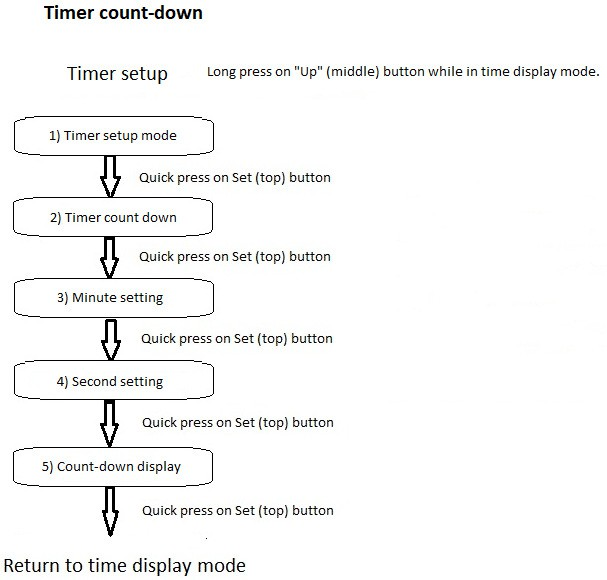 Timer count-down
Timer setup
Long press on "Up" (middle) button while in time display mode.
1) Timer setup mode
Quick press on Set (top) button
2) Timer count down
Quick press on Set (top) button
3) Minute setting
Quick press on Set (top) button
4) Second setting
Quick press on Set (top) button
5) Count-down display
Quick press on Set (top) button
Return to time display mode